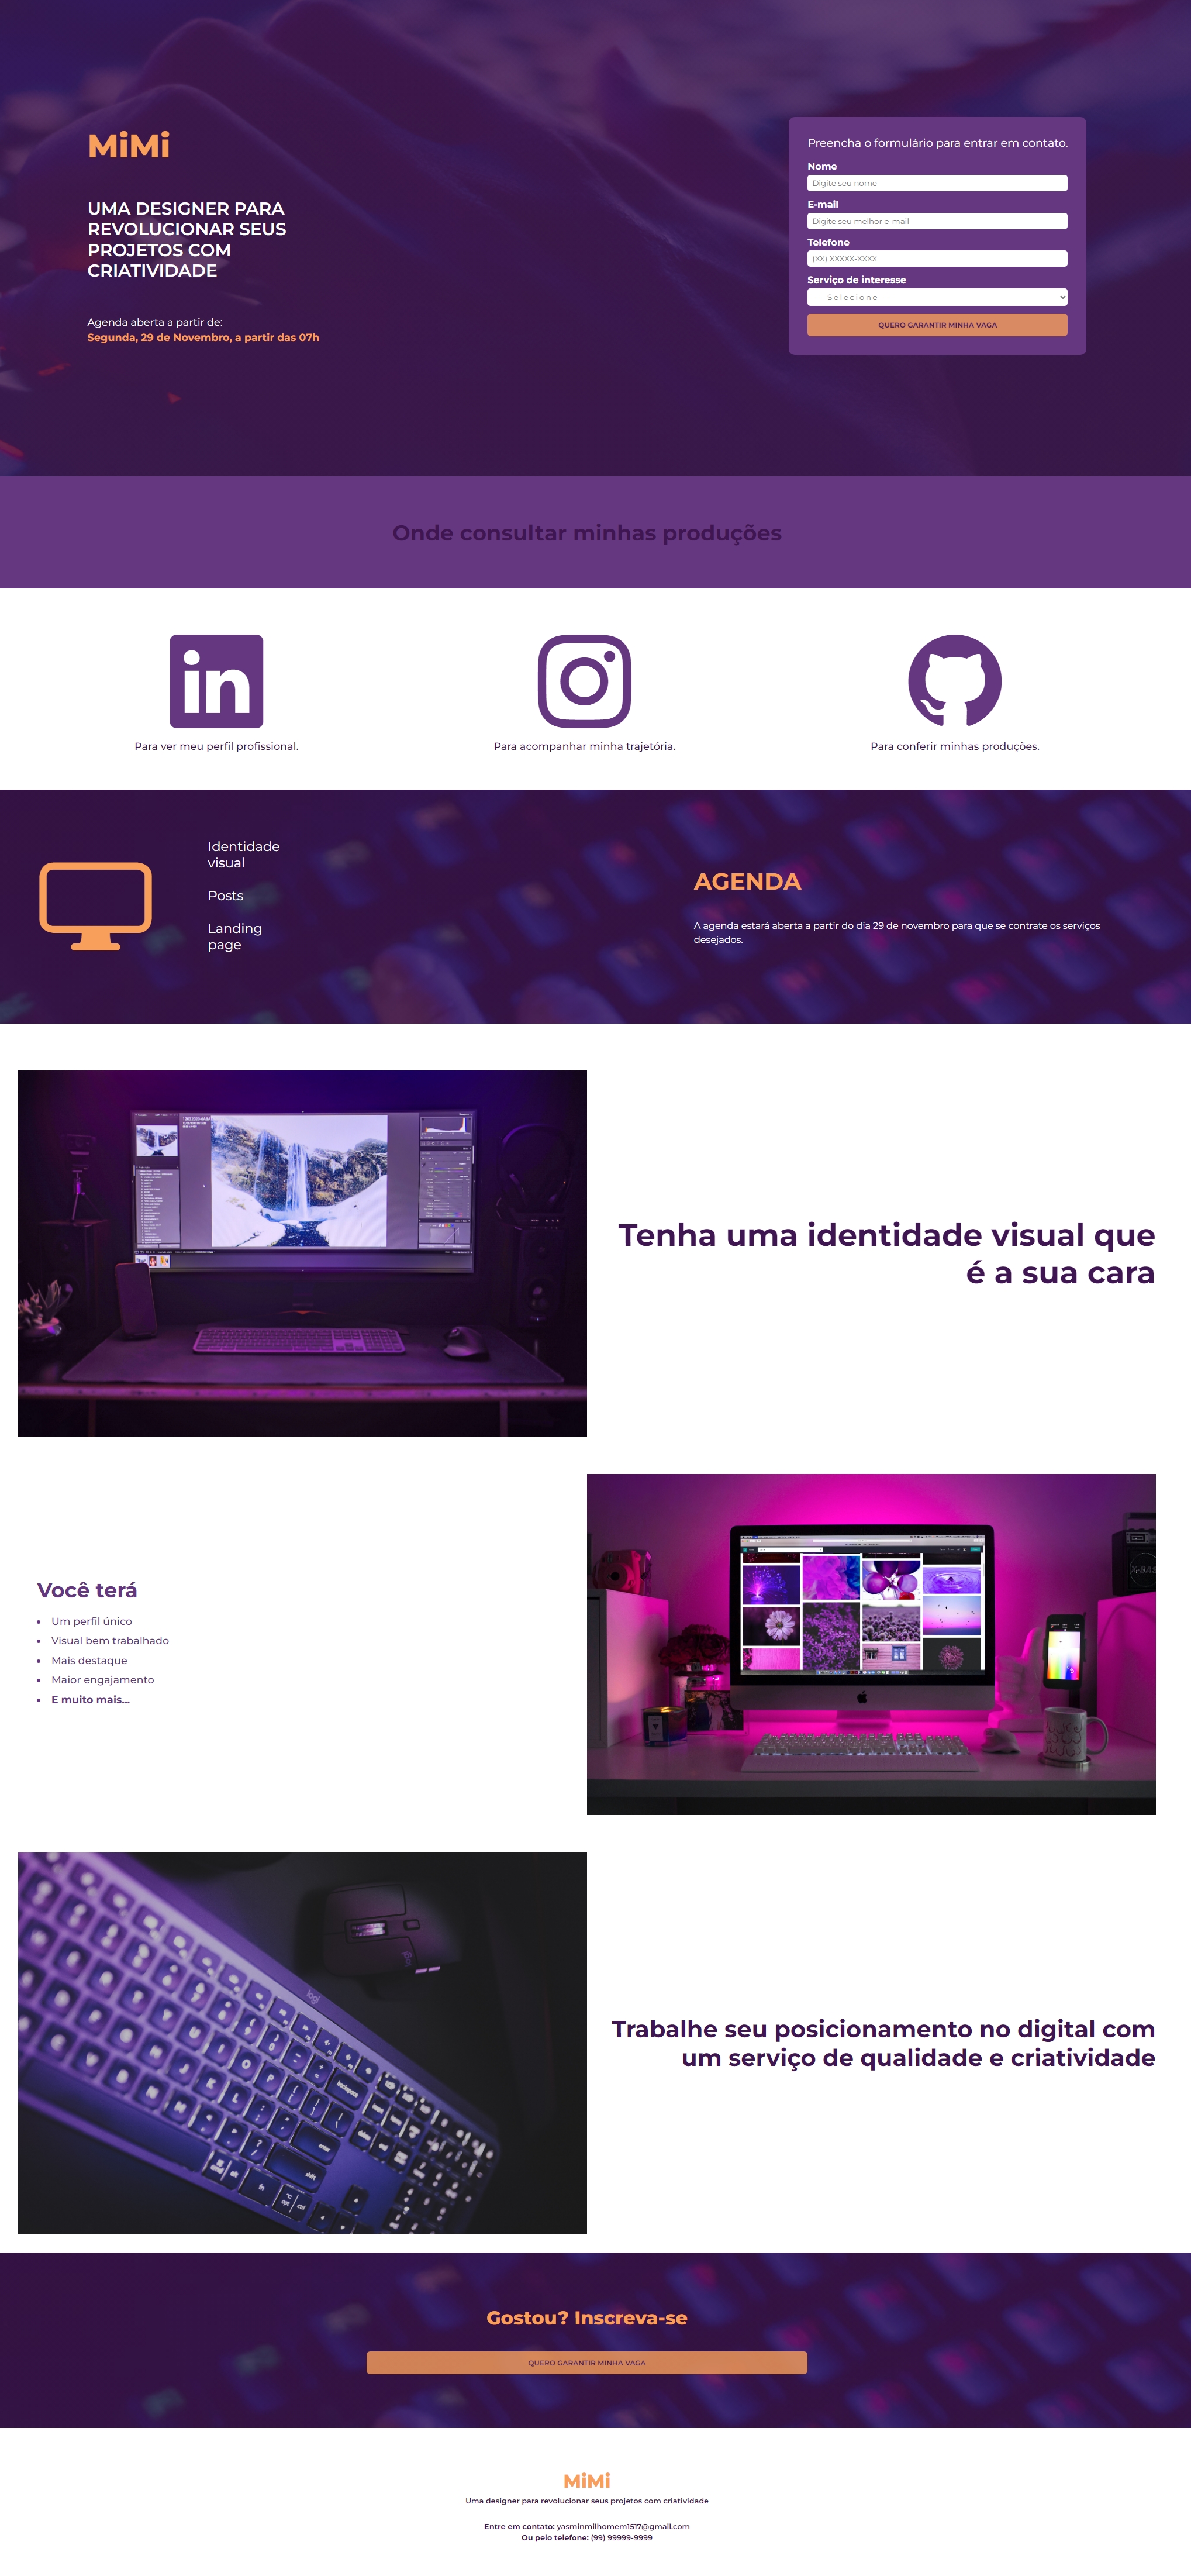 MiMi
UMA DESIGNER PARA
REVOLUCIONAR SEUS
PROJETOS COM
CRIATIVIDADE
Agenda aberta a partir de:
Segunda, 29 de Novembro, a partir das 07h
Preencha o formulário para entrar em contato.
Nome
Digite seu nome
E-mail
Digite seu melhor e-mail
Telefone
(XX) XXXXX-XXXX
Serviço de interesse
-- Selecione --
QUERO GARANTIR MINHA VAGA
Onde consultar minhas produções
in
Para ver meu perfil profissional.
Para acompanhar minha trajetória.
Para conferir minhas produções.
Identidade
visual
Posts
Landing
page
AGENDA
A agenda estará aberta a partir do dia 29 de novembro para que se contrate os serviços
desejados.
Tenha uma identidade visual que
é a sua cara
Você terá
Um perfil único
Visual bem trabalhado
Mais destaque
Maior engajamento
E muito mais...
Trabalhe seu posicionamento no digital com
um serviço de qualidade e criatividade
Gostou? Inscreva-se
QUERO GARANTIR MINHA VAGA
MiMi
Uma designer para revolucionar seus projetos com criatividade
Entre em contato: yasminmilhomem1517@gmail.com
Ou pelo telefone: (99) 99999-9999